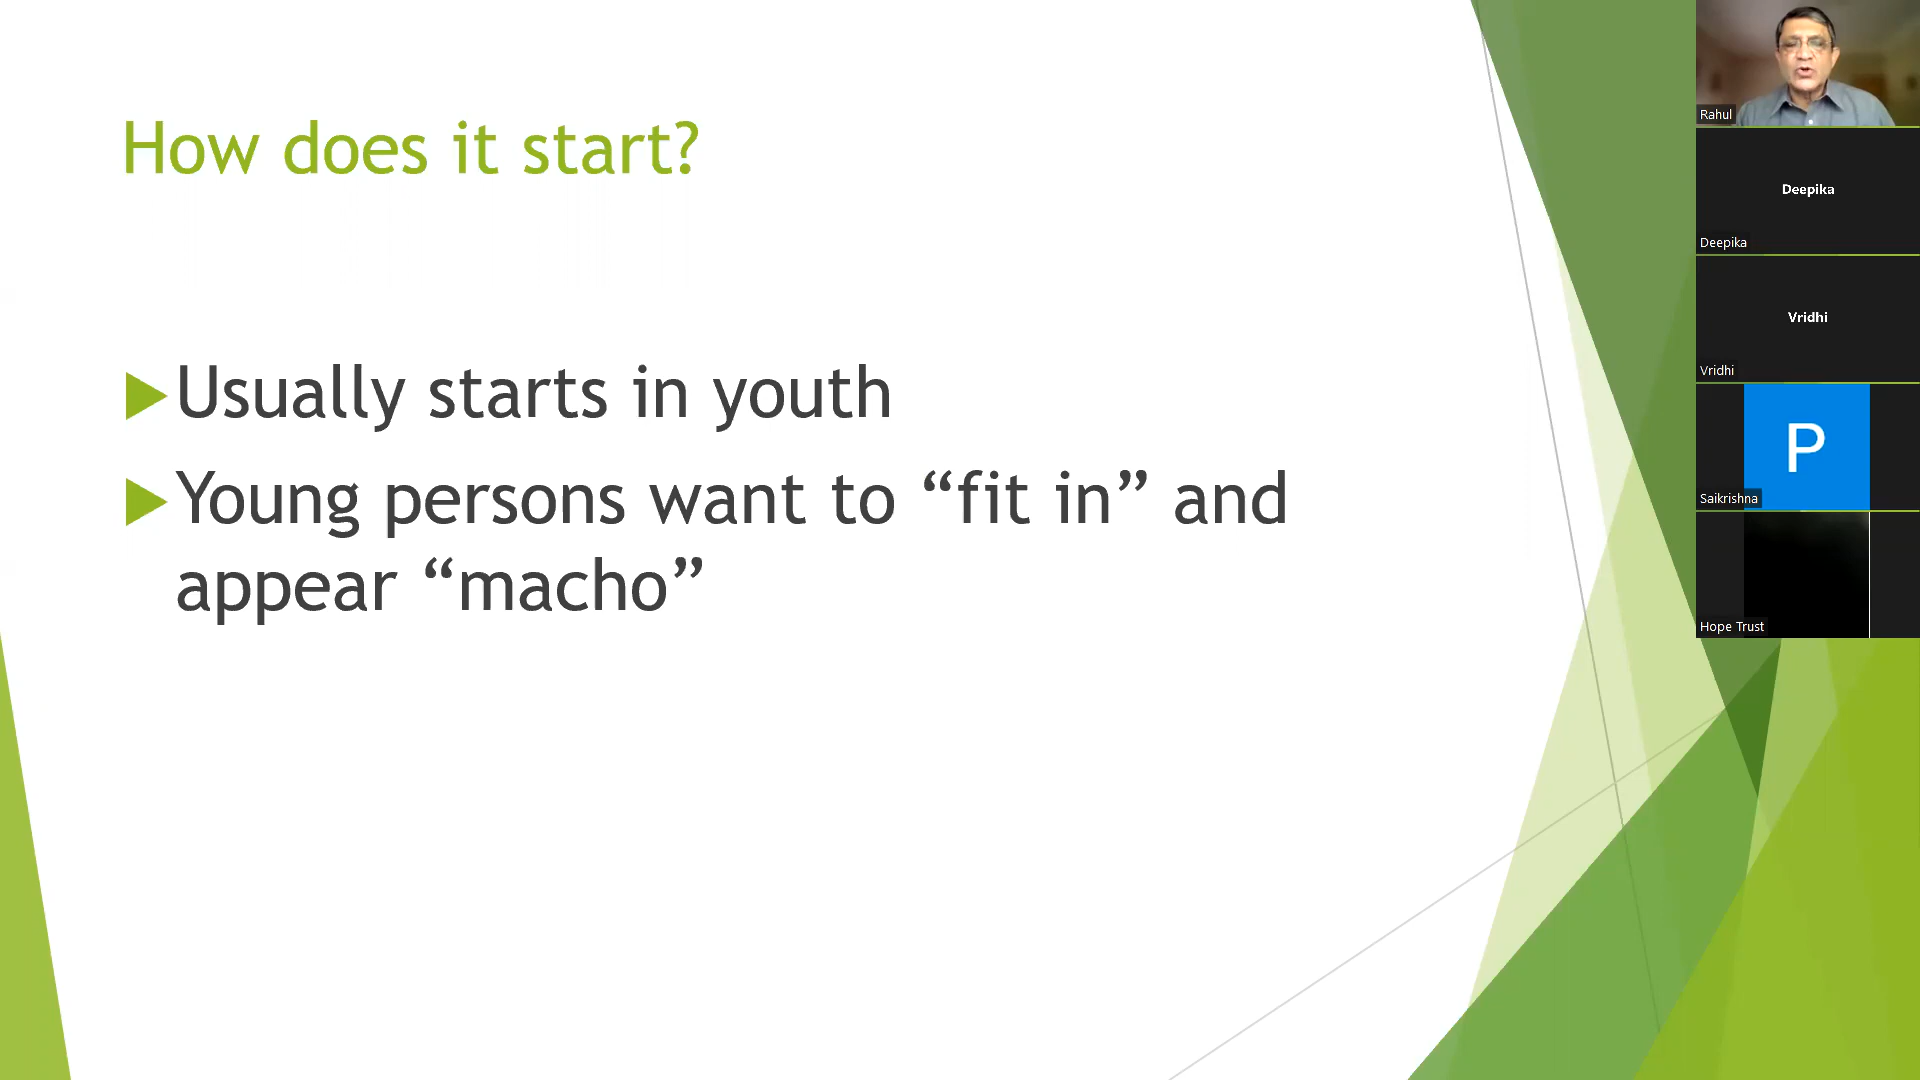 How does it start?
Usually starts in youth
Young persons want to “fit in” and
appear “macho”
Rahul
Deepika
Deepika
Vridhi
Vridhi
P
Saikrishna
Hope Trust